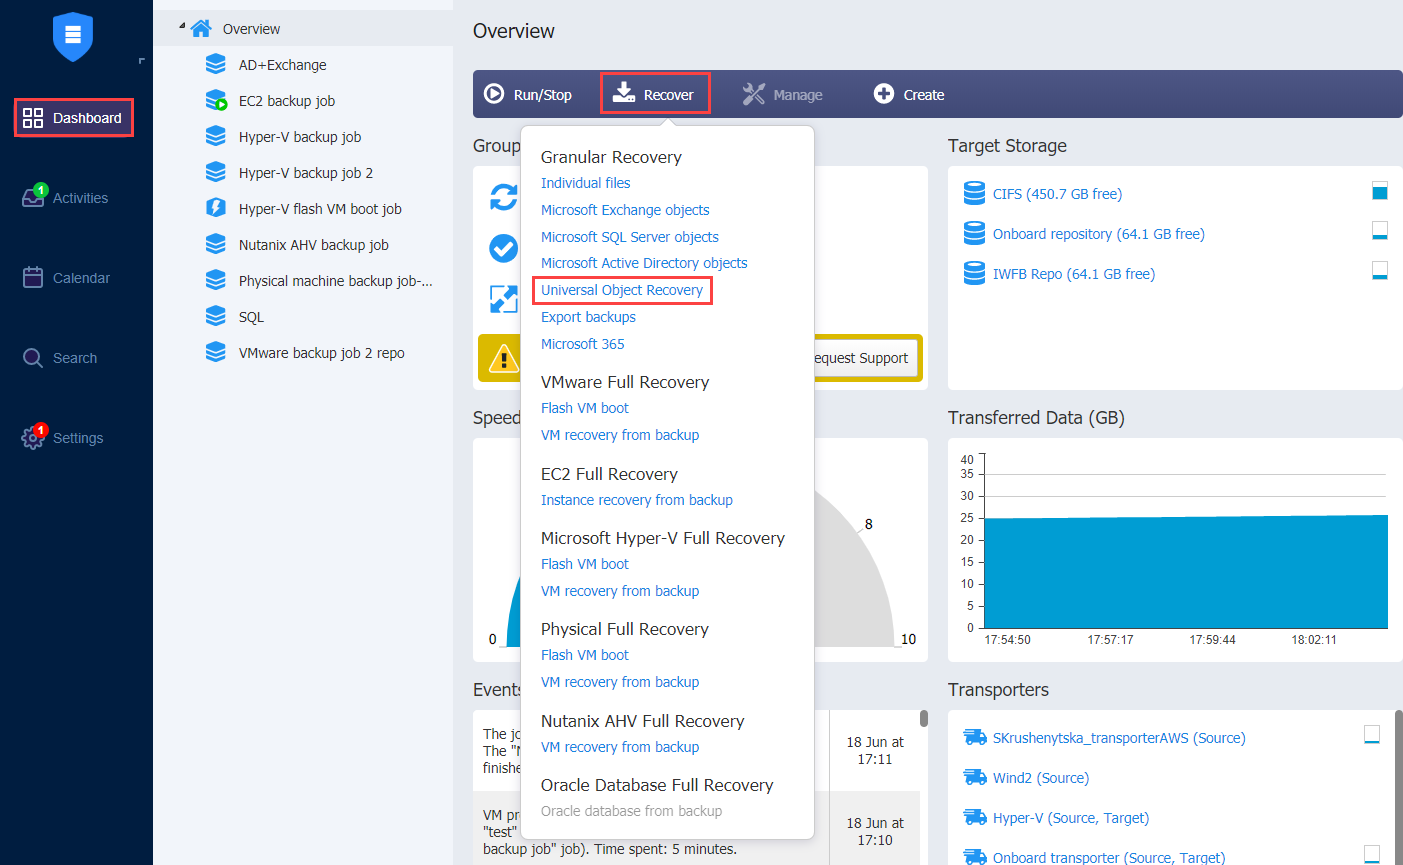 Dashboard
1
Activities
Calendar
Search
1
Settings
Overview
AD+Exchange
EC2 backup job
Hyper-V backup job
Hyper-V backup job 2
Hyper-V flash VM boot job
Nutanix AHV backup job
Physical machine backup job-...
SQL
VMware backup job 2 repo
Overview
Run/Stop
Recover
Manage
Create
Group
equest Support
Granular Recovery
Individual files
Microsoft Exchange objects
Microsoft SQL Server objects
Microsoft Active Directory objects
Universal Object Recovery
Export backups
Microsoft 365
VMware Full Recovery
Flash VM boot
VM recovery from backup
EC2 Full Recovery
Instance recovery from backup
Microsoft Hyper-V Full Recovery
Flash VM boot
VM recovery from backup
Physical Full Recovery
Flash VM boot
VM recovery from backup
Nutanix AHV Full Recovery
VM recovery from backup
Oracle Database Full Recovery
Oracle database from backup
Speed
0
8
10
Events
The jo
The "N
finishe
18 Jun at
17:11
VM pr
"test"
backup job" job). Time spent: 5 minutes.
18 Jun at
17:10
Target Storage
CIFS (450.7 GB free)
Onboard repository (64.1 GB free)
IWFB Repo (64.1 GB free)
Transferred Data (GB)
40
35
30
25
20
15
10
5
0
17:54:50
17:57:17
17:59:44
18:02:11
Transporters
SKrushenytska_transporterAWS (Source)
Wind2 (Source)
Hyper-V (Source, Target)
Onboard transporter (Source, Target)